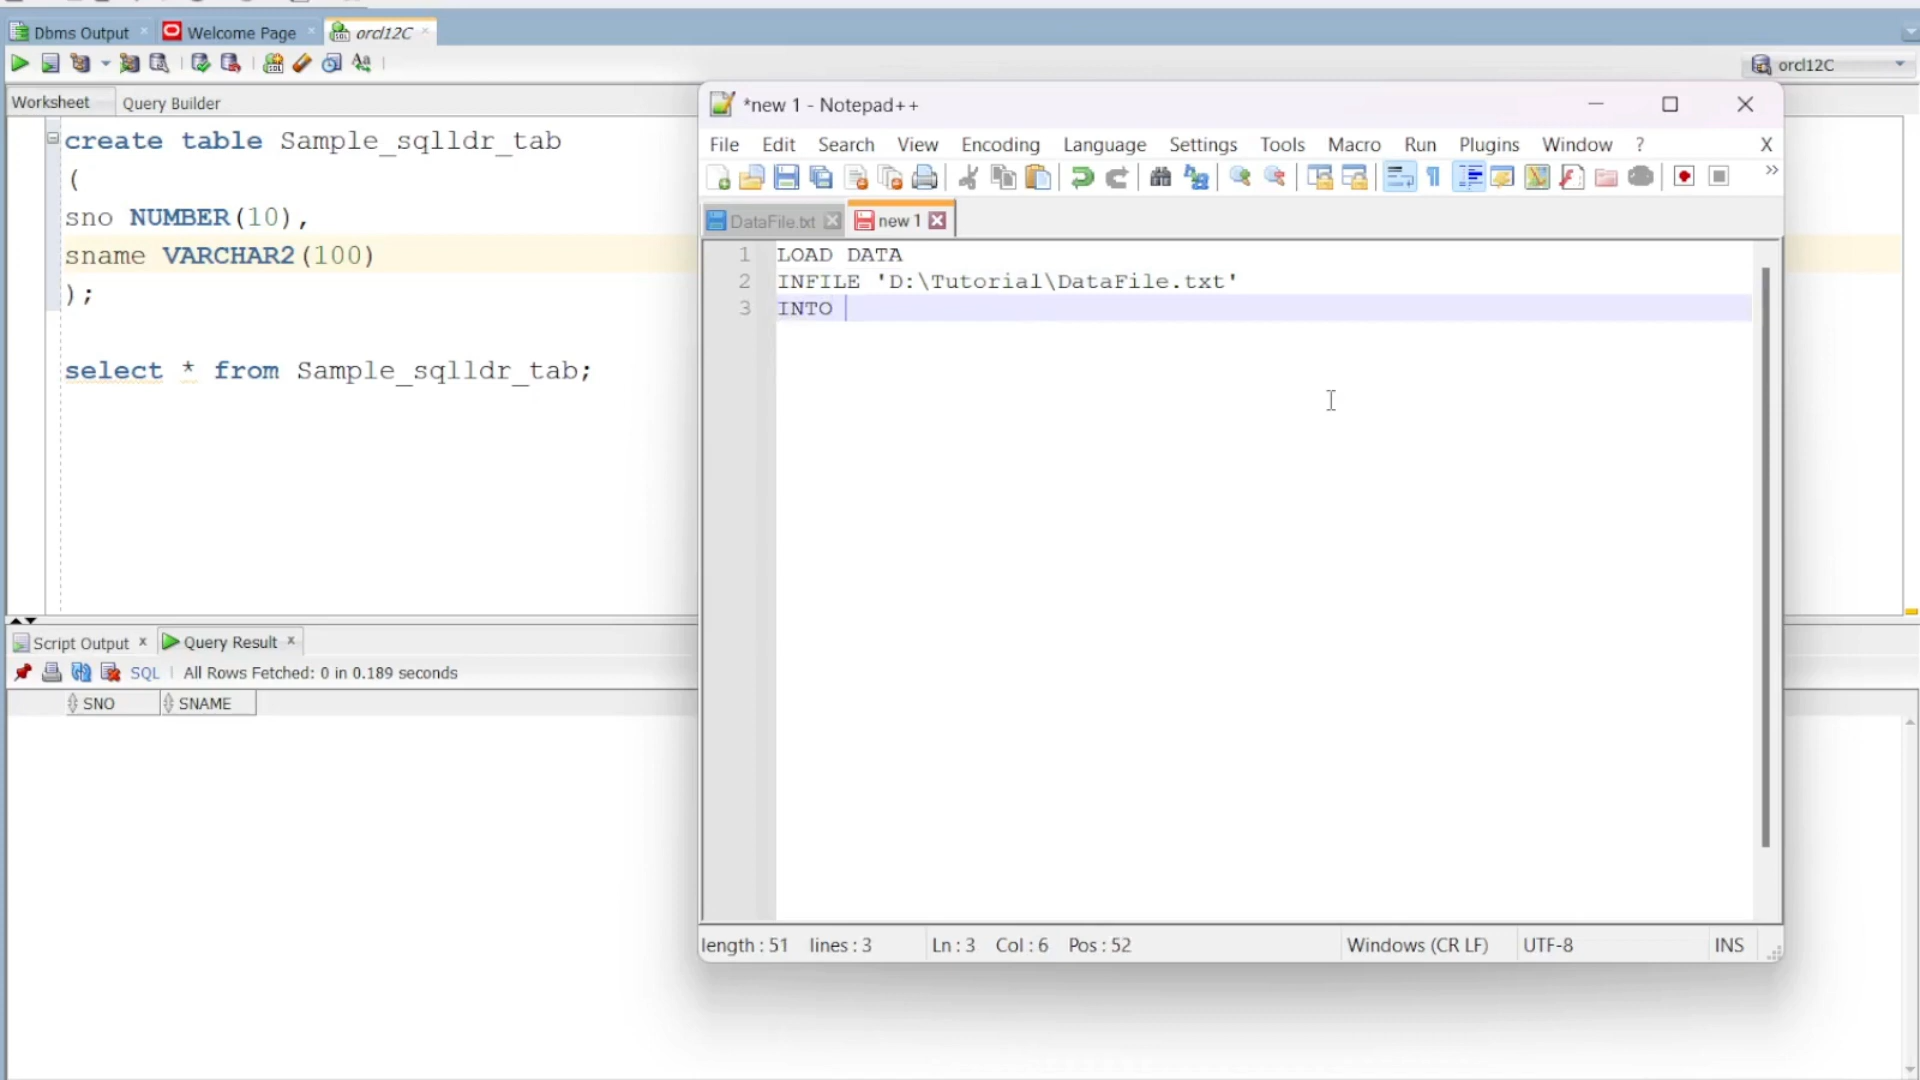 Dbms Output
Welcome Page
orcl12C
orcl12C
Worksheet
Query Builder
create table Sample_sqlldr_tab
(
sno NUMBER(10),
sname VARCHAR2(100)
);
select * from Sample_sqlldr_tab;
Script Output
Query Result
SQL
All Rows Fetched: 0 in 0.189 seconds
SNO
SNAME
*new 1 - Notepad++
File Edit Search View Encoding Language Settings Tools Macro Run Plugins Window ? X
DataFile.txt
new 1
1 LOAD DATA
2 INFILE 'D:\Tutorial\DataFile.txt'
3 INTO
length : 51 lines : 3 Ln : 3 Col : 6 Pos : 52 Windows (CR LF) UTF-8 INS